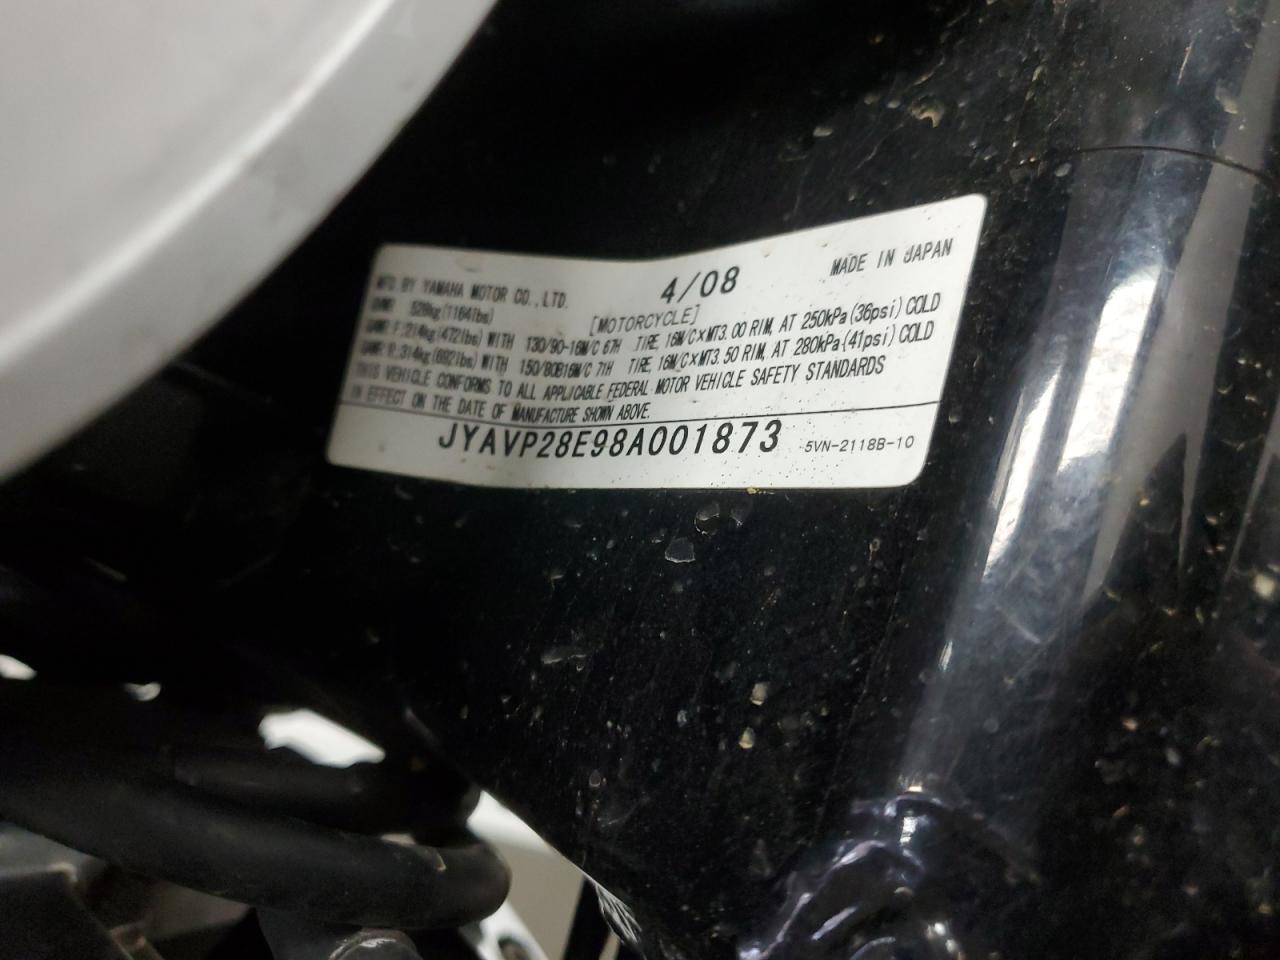 MFD. BY YAMAHA MOTOR CO., LTD. 4/08 MADE IN JAPAN
GVWR 528kg(1164lbs) [MOTORCYCLE]
GAWR F. 214kg(472lbs) WITH 130/90-16M/C 67H TIRE, 16M/C×MT3.00 RIM, AT 250kPa(36psi) COLD
GAWR R. 314kg(692lbs) WITH 150/80B16M/C 71H TIRE, 16M/C×MT3.50 RIM, AT 280kPa(41psi) COLD
THIS VEHICLE CONFORMS TO ALL APPLICABLE FEDERAL MOTOR VEHICLE SAFETY STANDARDS
IN EFFECT ON THE DATE OF MANUFACTURE SHOWN ABOVE.
JYAVP28E98A001873 5VN-2118B-10